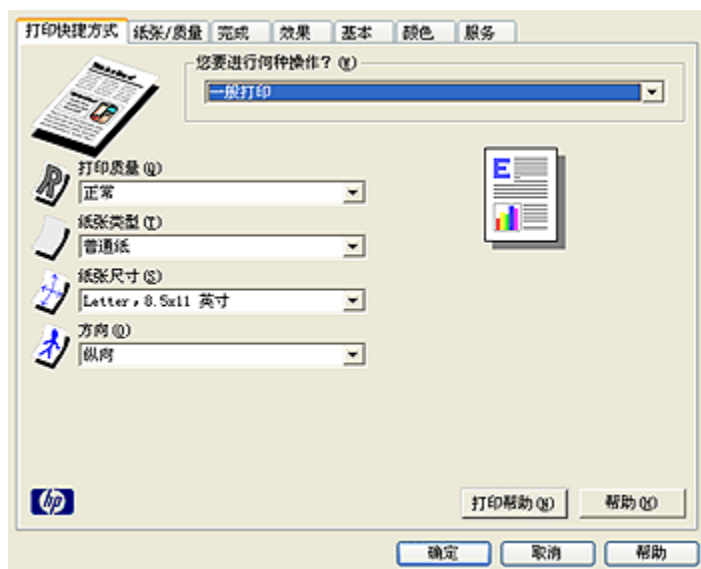 打印快捷方式 纸张/质量 完成 效果 基本 颜色 服务
您要进行何种操作? (W)
一般打印
打印质量(Q)
正常
纸张类型(T)
普通纸
纸张尺寸(S)
Letter,8.5x11 英寸
方向(O)
纵向
E
hp
打印帮助(N) 帮助(K)
确定 取消 帮助